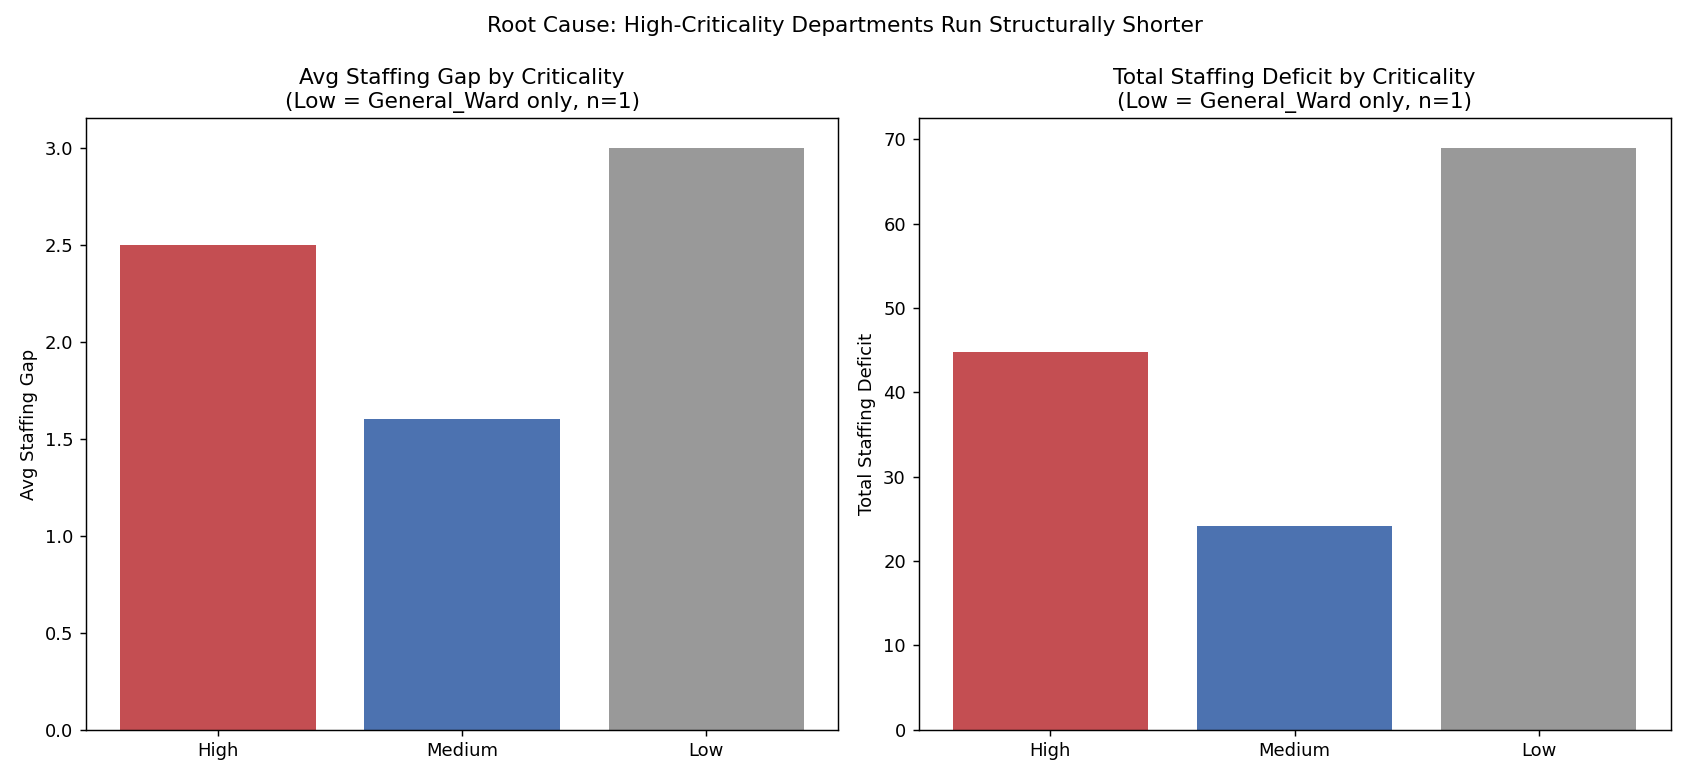 Root Cause: High-Criticality Departments Run Structurally Shorter
Avg Staffing Gap by Criticality
(Low = General_Ward only, n=1)
Avg Staffing Gap
3.0
2.5
2.0
1.5
1.0
0.5
0.0
High
Medium
Low
Total Staffing Deficit by Criticality
(Low = General_Ward only, n=1)
Total Staffing Deficit
70
60
50
40
30
20
10
0
High
Medium
Low